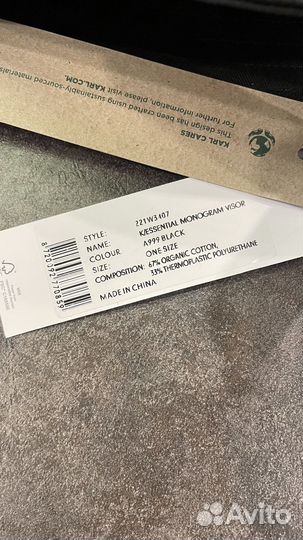 KARL CARES
This design has been crafted using sustainably-sourced materials.
For further information, please visit KARL.COM.
STYLE: 221W3407
NAME: K/ESSENTIAL MONOGRAM VISOR
COLOUR A999 BLACK
SIZE: ONE SIZE
COMPOSITION: 67% ORGANIC COTTON,
33% THERMOPLASTIC POLYURETHANE
MADE IN CHINA
Avito